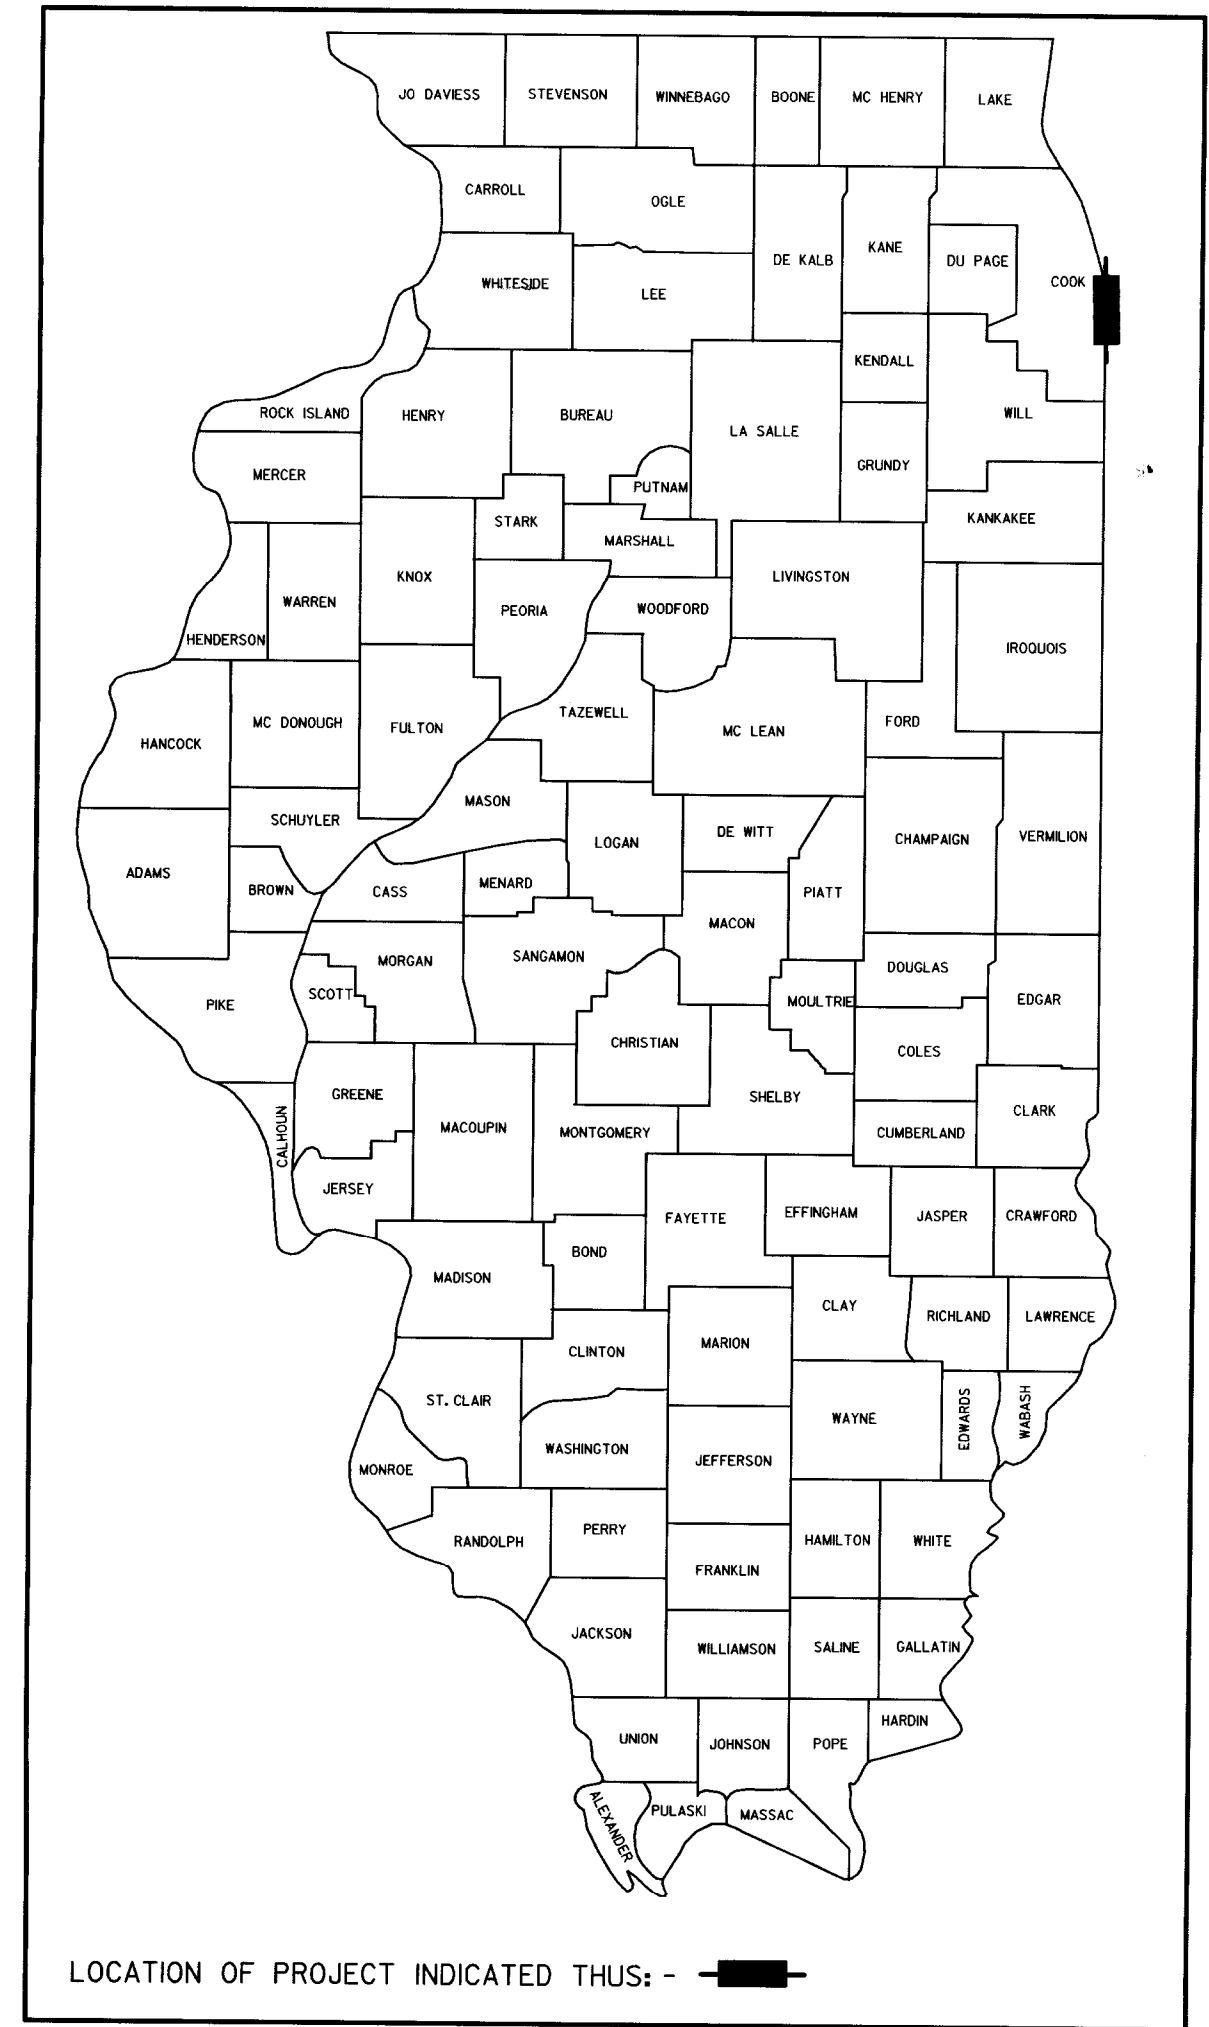 JO DAVIESS
STEVENSON
WINNEBAGO
BOONE
MC HENRY
LAKE
CARROLL
OGLE
DE KALB
KANE
DU PAGE
COOK
WHITESIDE
LEE
KENDALL
ROCK ISLAND
HENRY
BUREAU
LA SALLE
WILL
MERCER
PUTNAM
GRUNDY
STARK
MARSHALL
KANKAKEE
KNOX
LIVINGSTON
WARREN
PEORIA
WOODFORD
HENDERSON
IROQUOIS
HANCOCK
MC DONOUGH
FULTON
TAZEWELL
MC LEAN
FORD
SCHUYLER
MASON
LOGAN
DE WITT
CHAMPAIGN
VERMILION
ADAMS
BROWN
CASS
MENARD
PIATT
MACON
MORGAN
SANGAMON
DOUGLAS
PIKE
SCOTT
MOULTRIE
EDGAR
CHRISTIAN
COLES
GREENE
SHELBY
CLARK
CALHOUN
MACOUPIN
MONTGOMERY
CUMBERLAND
JERSEY
FAYETTE
EFFINGHAM
JASPER
CRAWFORD
BOND
MADISON
CLAY
RICHLAND
LAWRENCE
CLINTON
MARION
ST. CLAIR
WAYNE
EDWARDS
WABASH
WASHINGTON
JEFFERSON
MONROE
RANDOLPH
PERRY
HAMILTON
WHITE
FRANKLIN
JACKSON
WILLIAMSON
SALINE
GALLATIN
UNION
JOHNSON
POPE
HARDIN
ALEXANDER
PULASKI
MASSAC
LOCATION OF PROJECT INDICATED THUS: -